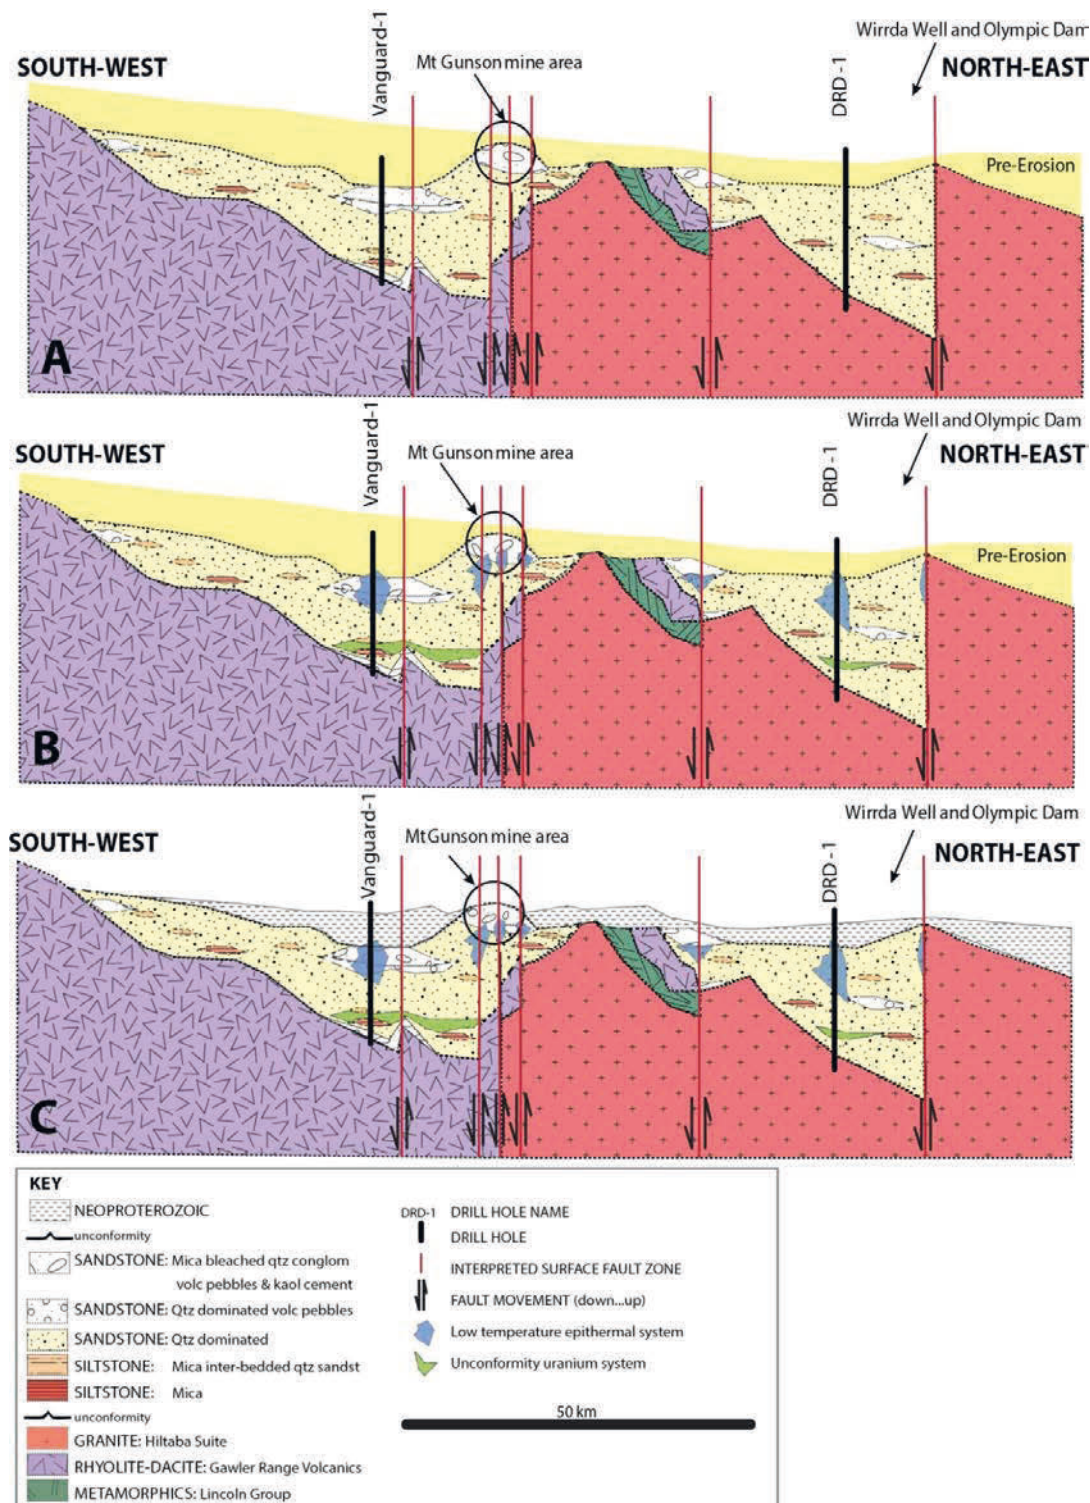 Wirrda Well and Olympic Dam
SOUTH-WEST
Vanguard-1
Mt Gunson mine area
DRD -1
NORTH-EAST
Pre-Erosion
A
Wirrda Well and Olympic Dam
SOUTH-WEST
Vanguard-1
Mt Gunson mine area
DRD -1
NORTH-EAST
Pre-Erosion
B
Wirrda Well and Olympic Dam
SOUTH-WEST
Vanguard-1
Mt Gunson mine area
DRD -1
NORTH-EAST
C
KEY
NEOPROTEROZOIC
unconformity
SANDSTONE: Mica bleached qtz conglom
volc pebbles & kaol cement
SANDSTONE: Qtz dominated volc pebbles
SANDSTONE: Qtz dominated
SILTSTONE: Mica inter-bedded qtz sandst
SILTSTONE: Mica
unconformity
GRANITE: Hiltaba Suite
RHYOLITE-DACITE: Gawler Range Volcanics
METAMORPHICS: Lincoln Group
DRD-1 DRILL HOLE NAME
DRILL HOLE
INTERPRETED SURFACE FAULT ZONE
FAULT MOVEMENT (down...up)
Low temperature epithermal system
Unconformity uranium system
50 km